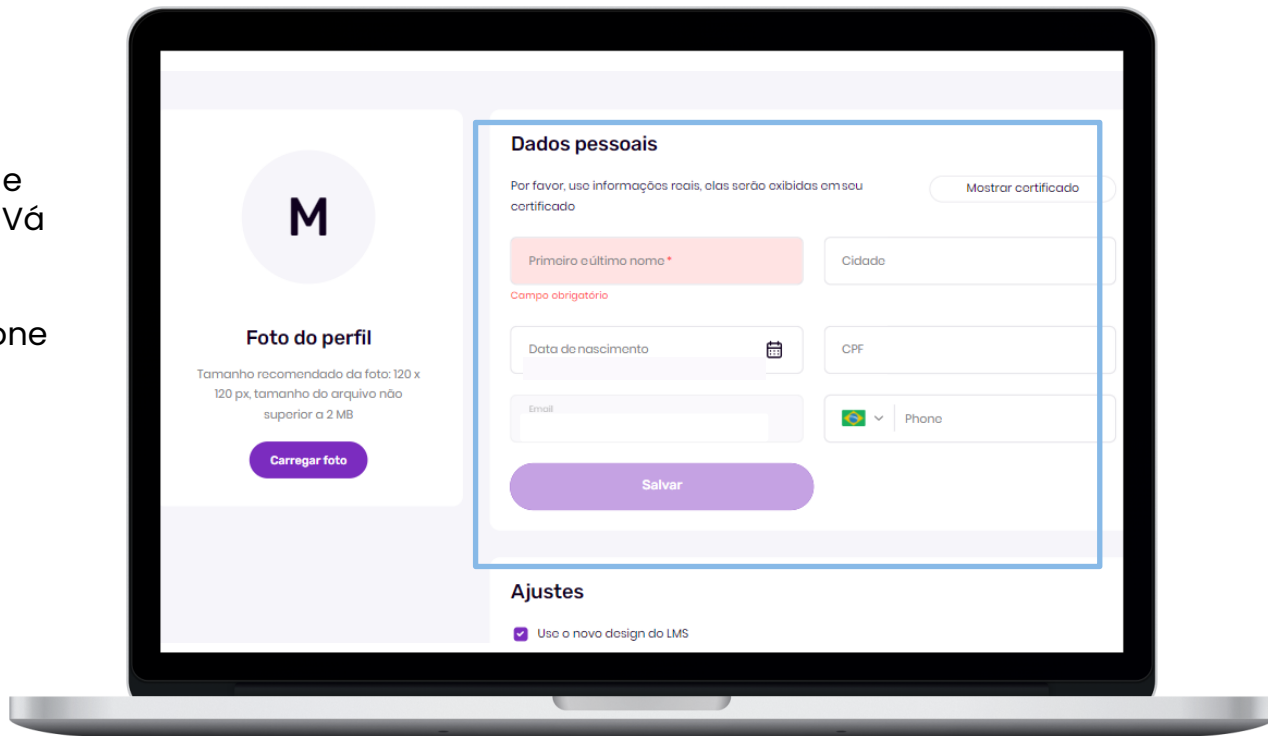 e
Vá
one
M
Foto do perfil
Tamanho recomendado da foto: 120 x
120 px, tamanho do arquivo não
superior a 2 MB
Carregar foto
Dados pessoais
Por favor, use informações reais, elas serão exibidas em seu
certificado
Mostrar certificado
Primeiro e último nome *
Cidade
Campo obrigatório
Data de nascimento
CPF
Email
Phone
Salvar
Ajustes
Use o novo design do LMS